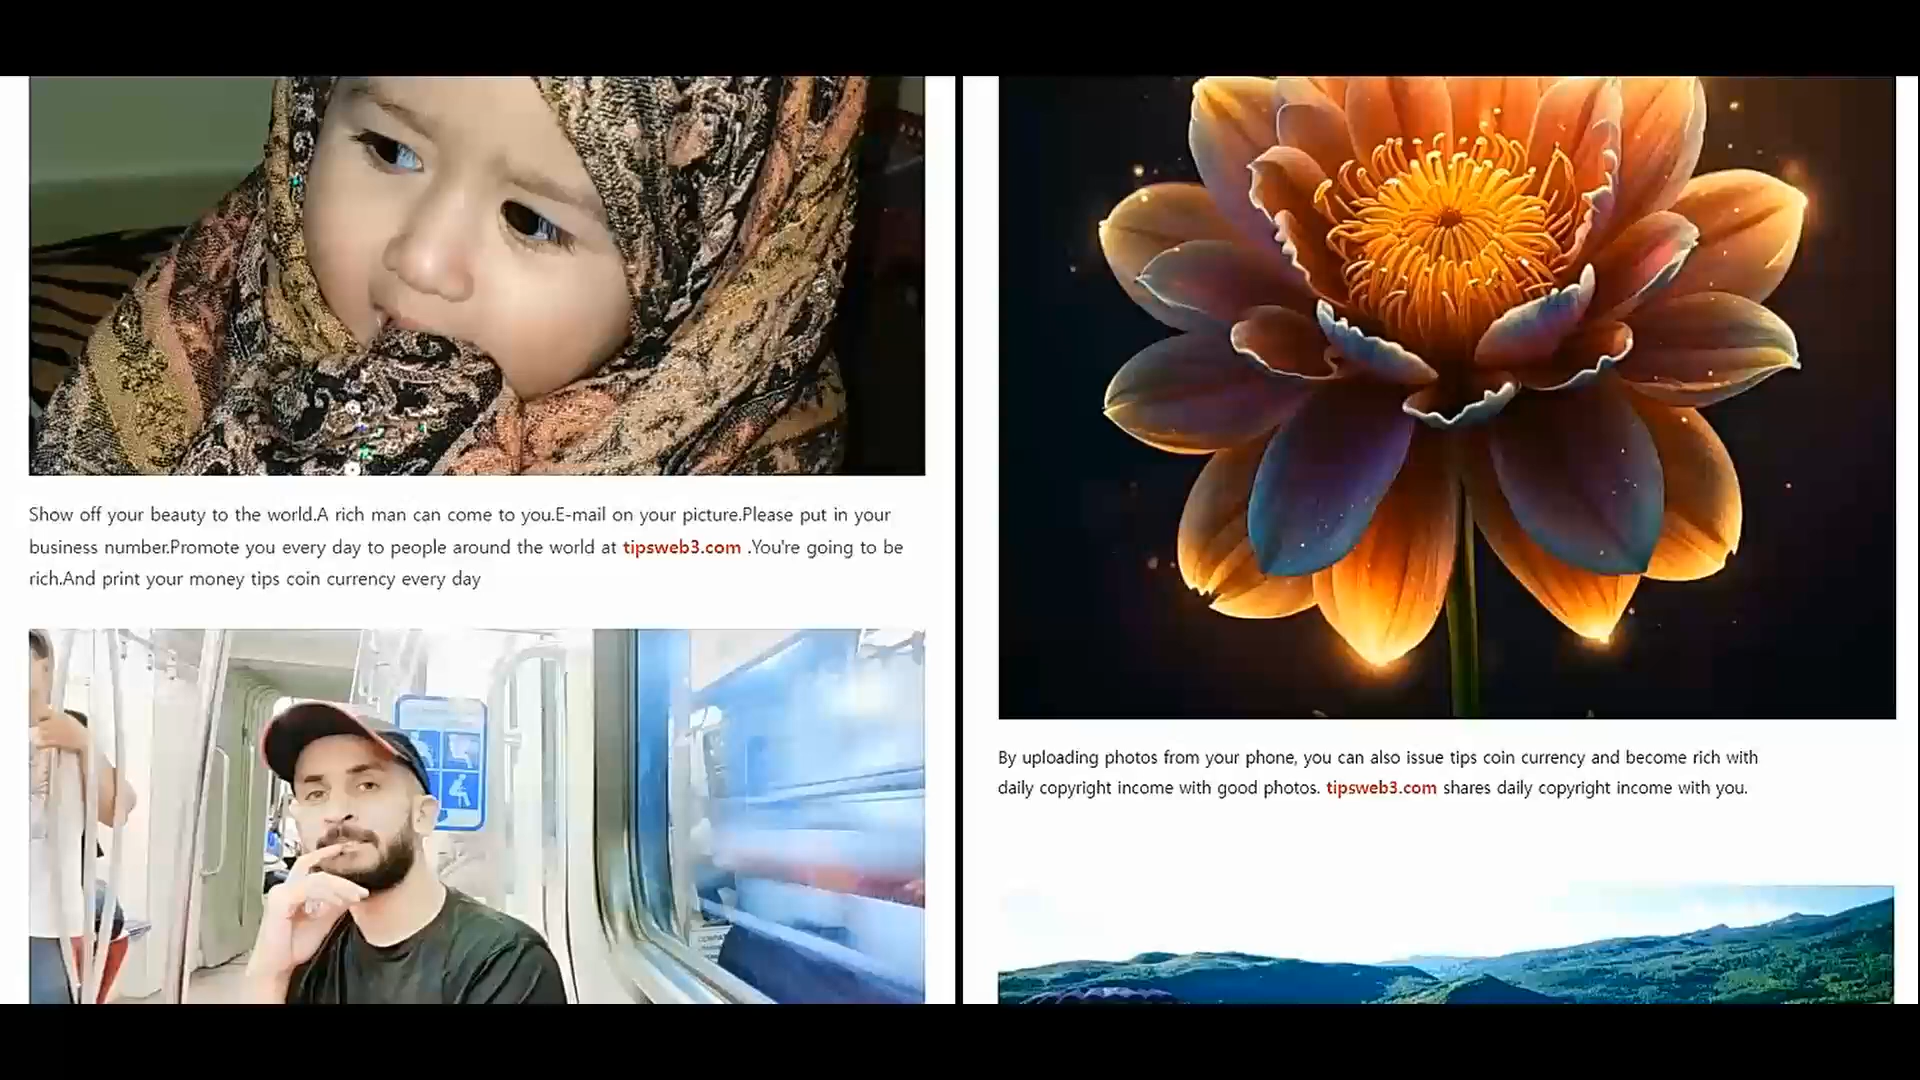 Show off your beauty to the world.A rich man can come to you.E-mail on your picture.Please put in your
business number.Promote you every day to people around the world at tipsweb3.com .You're going to be
rich.And print your money tips coin currency every day
By uploading photos from your phone, you can also issue tips coin currency and become rich with
daily copyright income with good photos. tipsweb3.com shares daily copyright income with you.